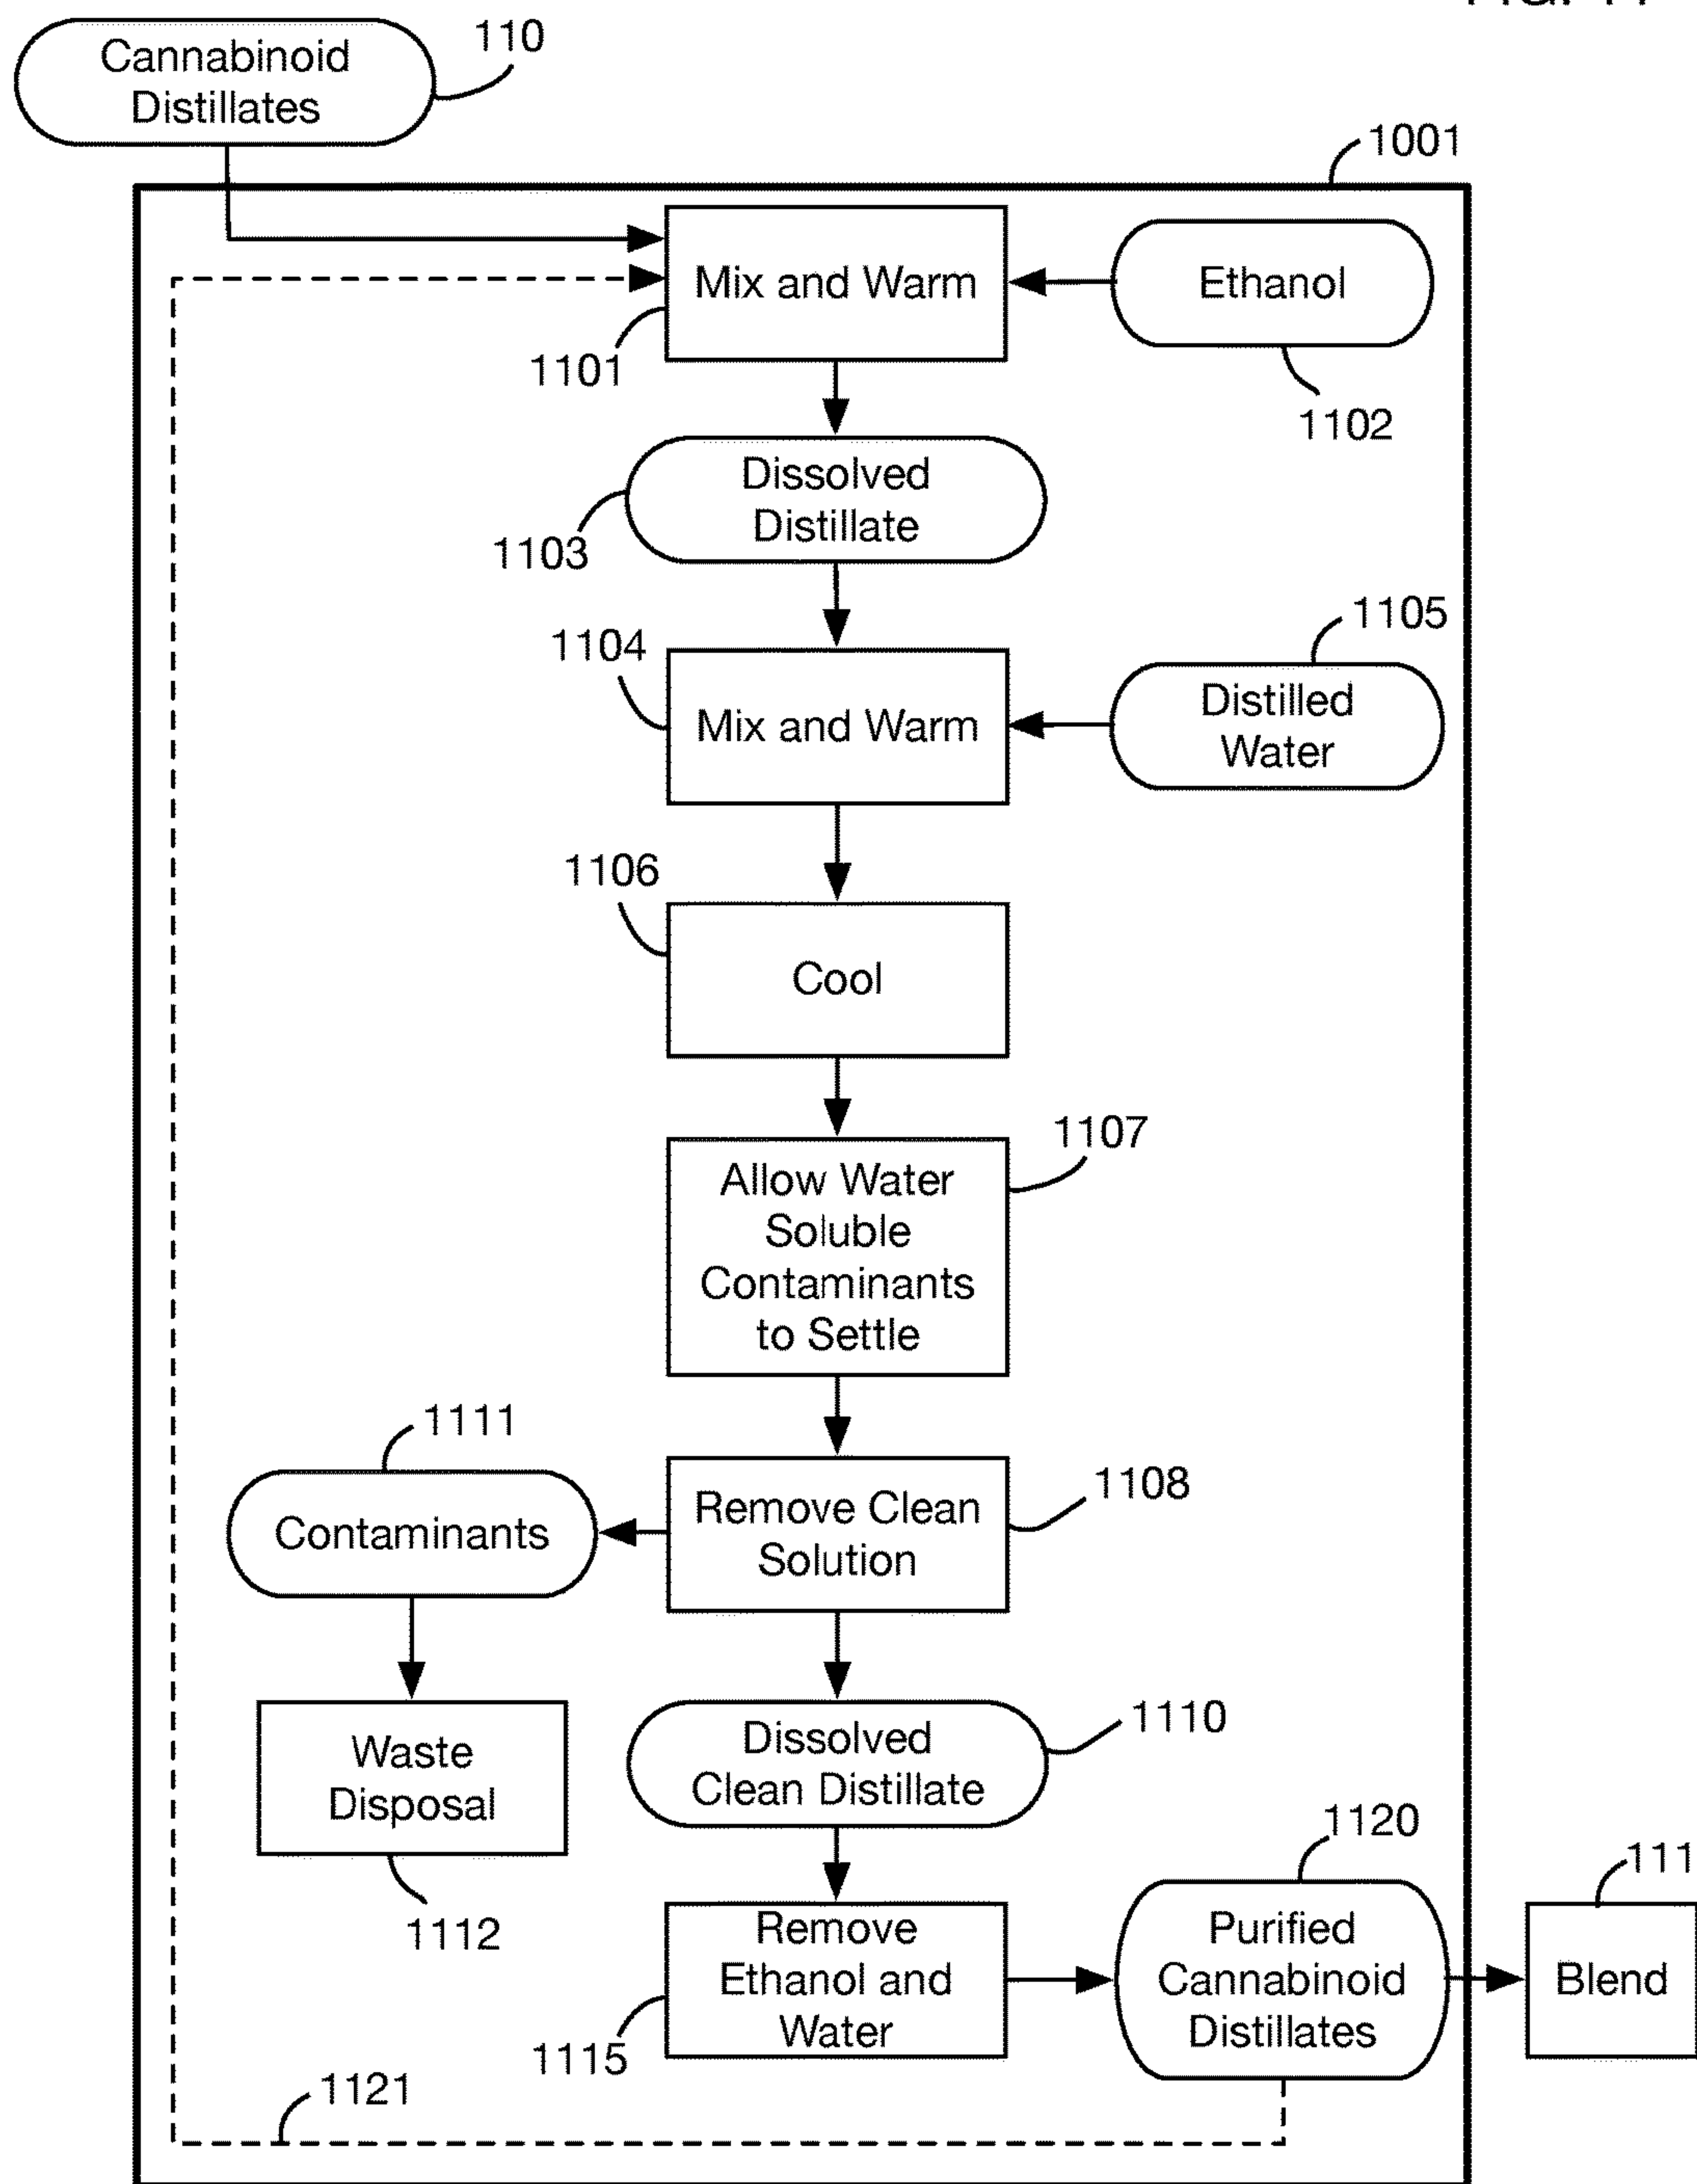 110
Cannabinoid
Distillates
1001
Mix and Warm
Ethanol
1101
1102
Dissolved
Distillate
1103
1105
1104
Mix and Warm
Distilled
Water
1106
Cool
1107
Allow Water
Soluble
Contaminants
to Settle
1111
1108
Contaminants
Remove Clean
Solution
1110
Waste
Disposal
Dissolved
Clean Distillate
1120
111
1112
Remove
Ethanol and
Water
Purified
Cannabinoid
Distillates
Blend
1115
1121